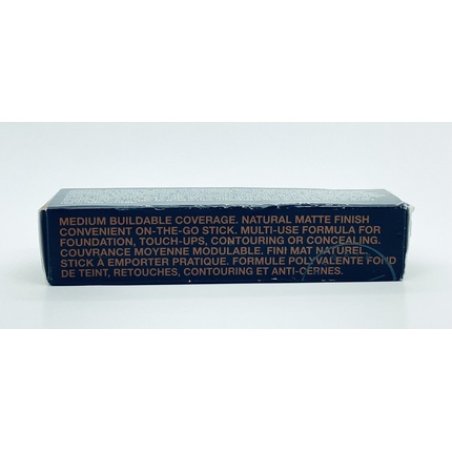 MEDIUM BUILDABLE COVERAGE. NATURAL MATTE FINISH
CONVENIENT ON-THE-GO STICK. MULTI-USE FORMULA FOR
FOUNDATION, TOUCH-UPS, CONTOURING OR CONCEALING.
COUVRANCE MOYENNE MODULABLE. FINI MAT NATUREL
STICK À EMPORTER PRATIQUE. FORMULE POLYVALENTE FOND
DE TEINT, RETOUCHES, CONTOURING ET ANTI-CERNES.